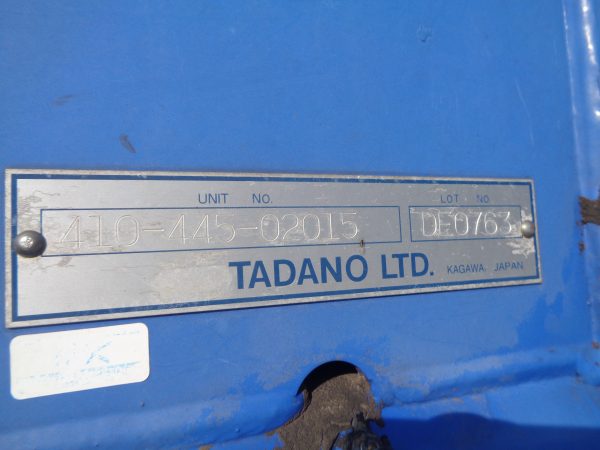 UNIT NO. LOT NO
410-445-02015 DE0763
TADANO LTD. KAGAWA, JAPAN